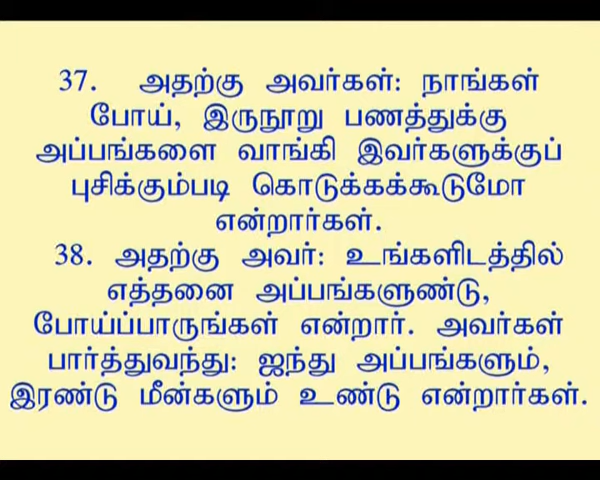 37. அதற்கு அவர்கள்: நாங்கள்
போய், இருநூறு பணத்துக்கு
அப்பங்களை வாங்கி இவர்களுக்குப்
புசிக்கும்படி கொடுக்கக்கூடுமோ
என்றார்கள்.
38. அதற்கு அவர்: உங்களிடத்தில்
எத்தனை அப்பங்களுண்டு,
போய்ப்பாருங்கள் என்றார். அவர்கள்
பார்த்துவந்து: ஐந்து அப்பங்களும்,
இரண்டு மீன்களும் உண்டு என்றார்கள்.